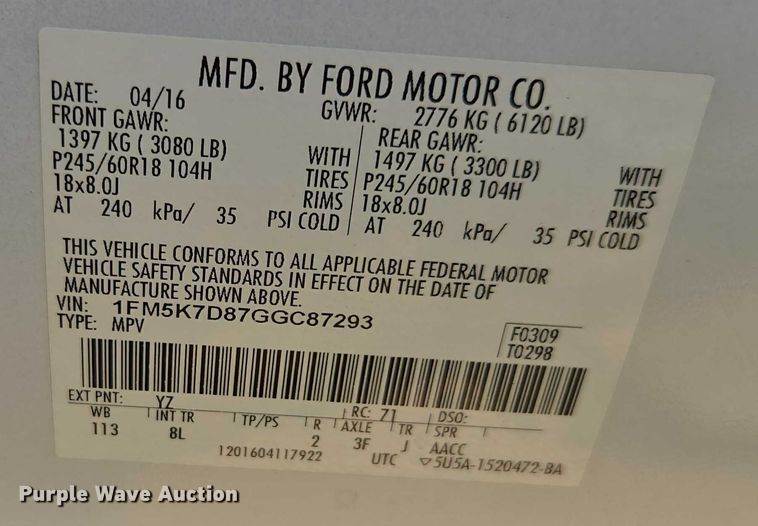 MFD. BY FORD MOTOR CO.
DATE: 04/16 GVWR: 2776 KG ( 6120 LB)
FRONT GAWR: REAR GAWR:
1397 KG ( 3080 LB) WITH 1497 KG ( 3300 LB) WITH
P245/60R18 104H TIRES P245/60R18 104H TIRES
18x8.0J RIMS 18x8.0J RIMS
AT 240 kPa/ 35 PSI COLD AT 240 kPa/ 35 PSI COLD
THIS VEHICLE CONFORMS TO ALL APPLICABLE FEDERAL MOTOR
VEHICLE SAFETY STANDARDS IN EFFECT ON THE DATE OF
MANUFACTURE SHOWN ABOVE.
VIN: 1FM5K7D87GGC87293
TYPE: MPV
F0309
T0298
EXT PNT: YZ RC: 71 DSO:
WB INT TR TP/PS R AXLE TR SPR
113 8L 2 3F J AACC
1201604117922 UTC ▽5U5A-1520472-BA
Purple Wave Auction